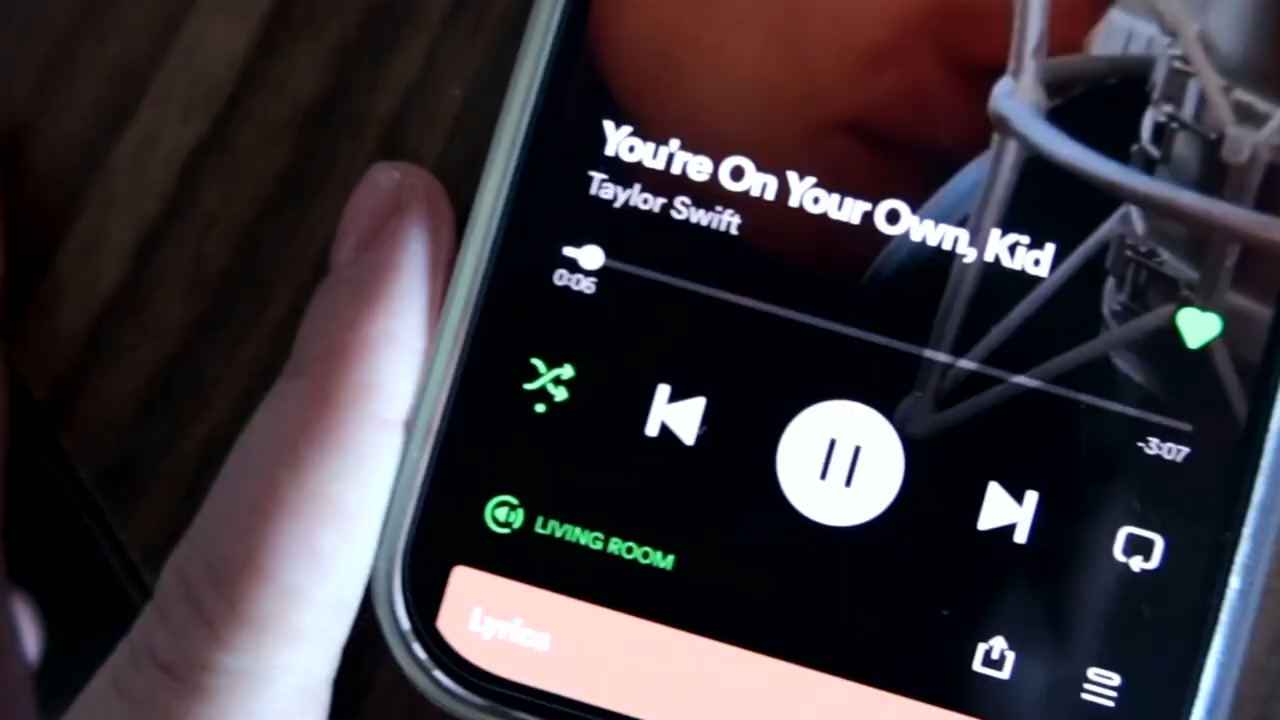 You're On Your Own, Kid
Taylor Swift
0:06
-3:07
LIVING ROOM
Lyrics